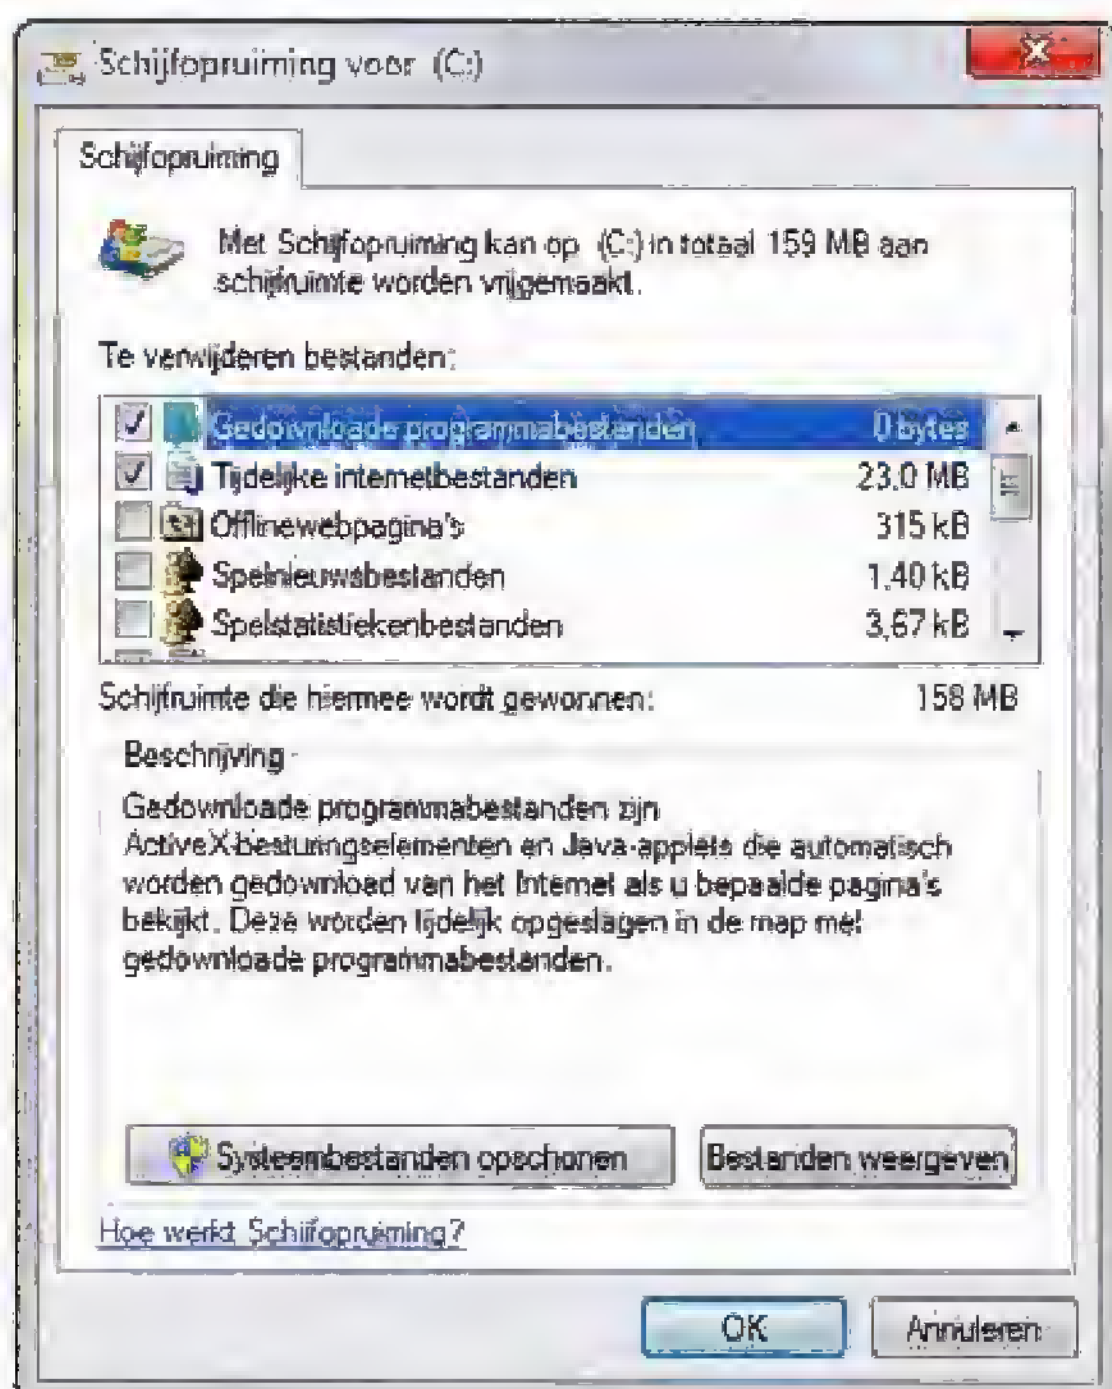 Schijfopruiming voor (C:)
Schijfopruiming
Met Schijfopruiming kan op (C:) in totaal 159 MB aan
schijfruimte worden vrijgemaakt.
Te verwijderen bestanden:
Gedownloade programmabestanden 0 bytes
Tijdelijke internetbestanden 23,0 MB
Offlinewebpagina's 315 kB
Spelnieuwsbestanden 1,40 kB
Spelstatistiekenbestanden 3,67 kB
Schijfruimte die hiermee wordt gewonnen: 158 MB
Beschrijving
Gedownloade programmabestanden zijn
ActiveX-besturingselementen en Java-applets die automatisch
worden gedownload van het Internet als u bepaalde pagina's
bekijkt. Deze worden tijdelijk opgeslagen in de map met
gedownloade programmabestanden.
Systeembestanden opschonen Bestanden weergeven
Hoe werkt Schijfopruiming?
OK Annuleren